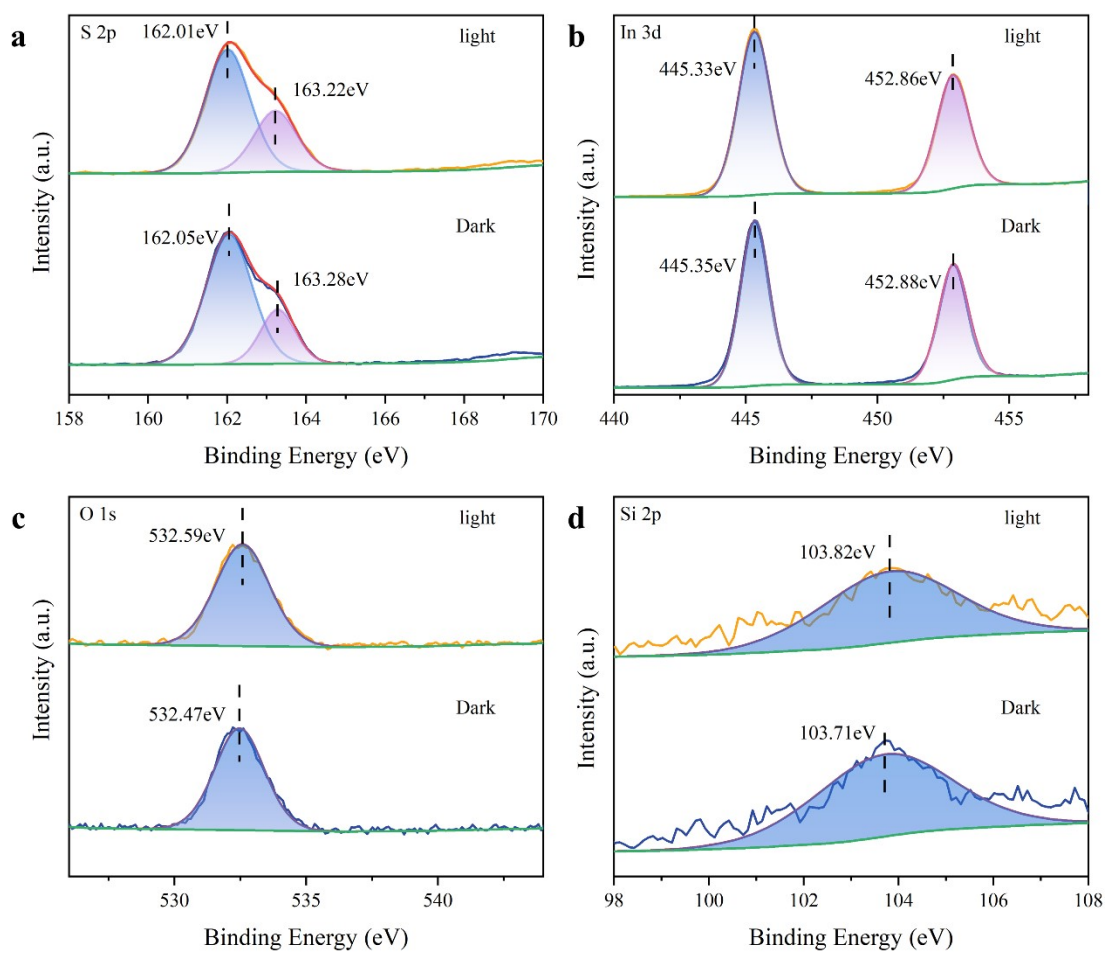 a
S 2p
162.01eV
light
163.22eV
Dark
162.05eV
163.28eV
Intensity (a.u.)
158 160 162 164 166 168 170
Binding Energy (eV)
b
In 3d
light
445.33eV
452.86eV
Dark
445.35eV
452.88eV
Intensity (a.u.)
440 445 450 455
Binding Energy (eV)
c
O 1s
light
532.59eV
Dark
532.47eV
Intensity (a.u.)
530 535 540
Binding Energy (eV)
d
Si 2p
light
103.82eV
Dark
103.71eV
Intensity (a.u.)
98 100 102 104 106 108
Binding Energy (eV)